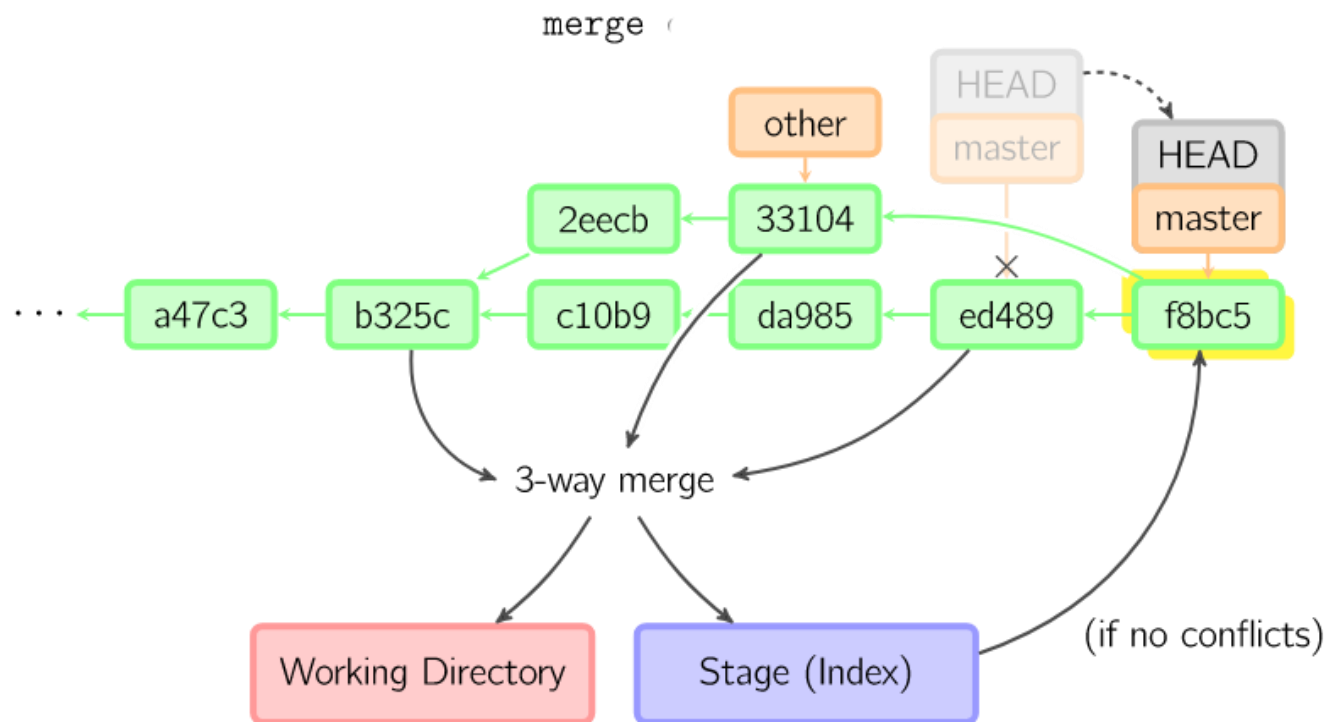 merge
HEAD
master
other
HEAD
master
2eecb
33104
... a47c3 b325c c10b9 da985 ed489 f8bc5
3-way merge
(if no conflicts)
Working Directory
Stage (Index)